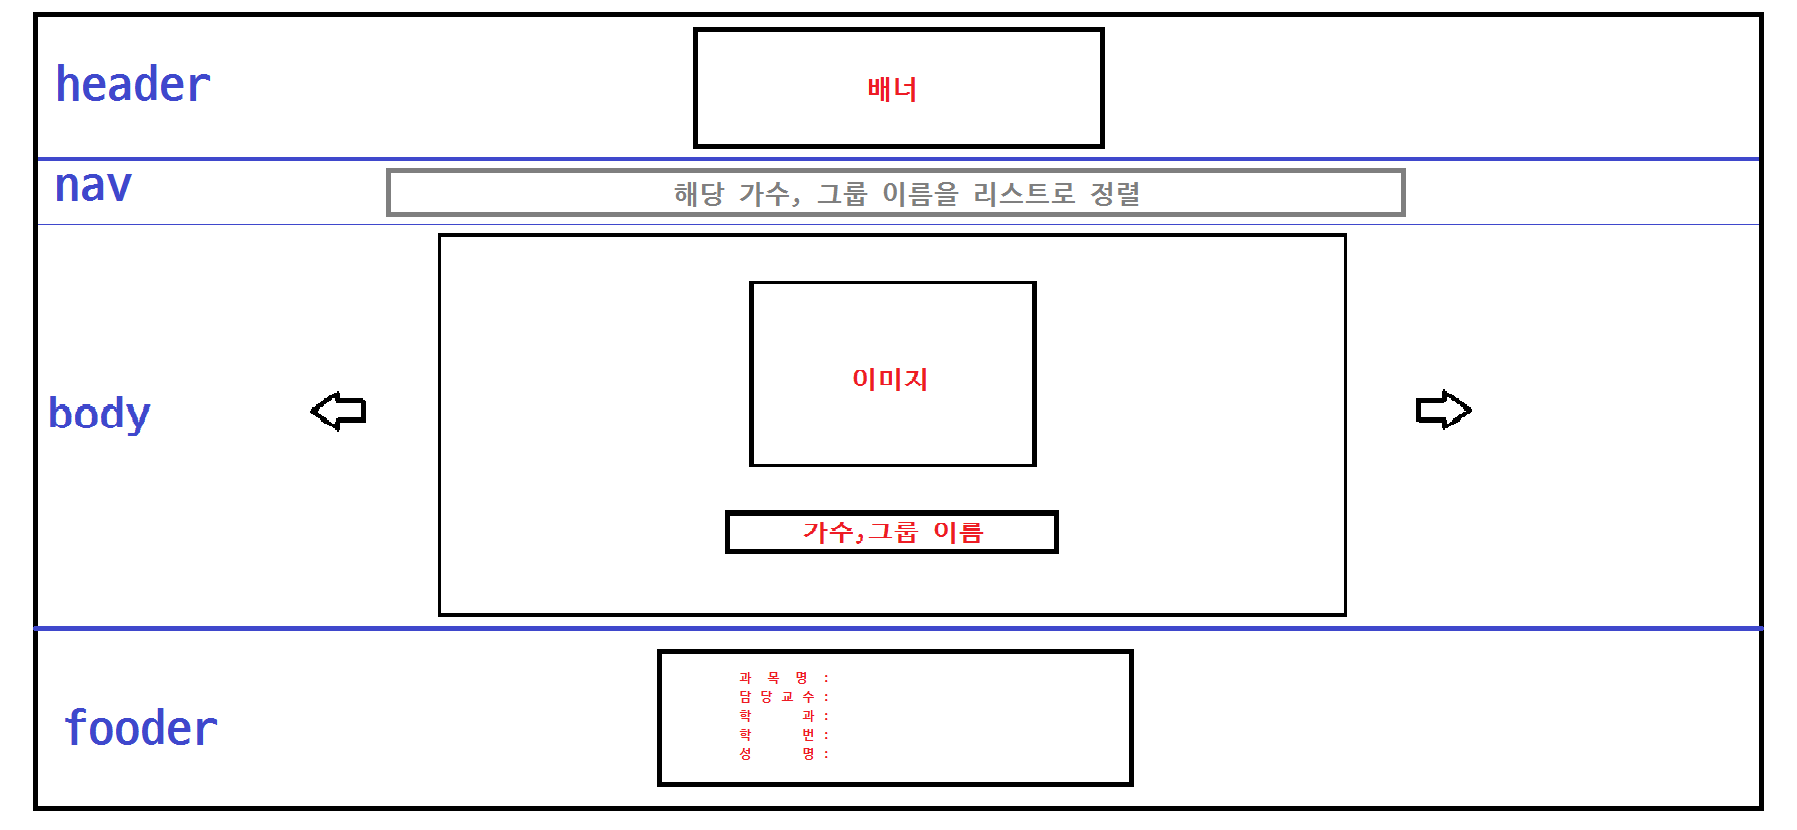 header
배너
nav
해당 가수, 그룹 이름을 리스트로 정렬
이미지
body
가수,그룹 이름
과 목 명 :
담 당 교 수 :
학 과 :
학 번 :
성 명 :
fooder